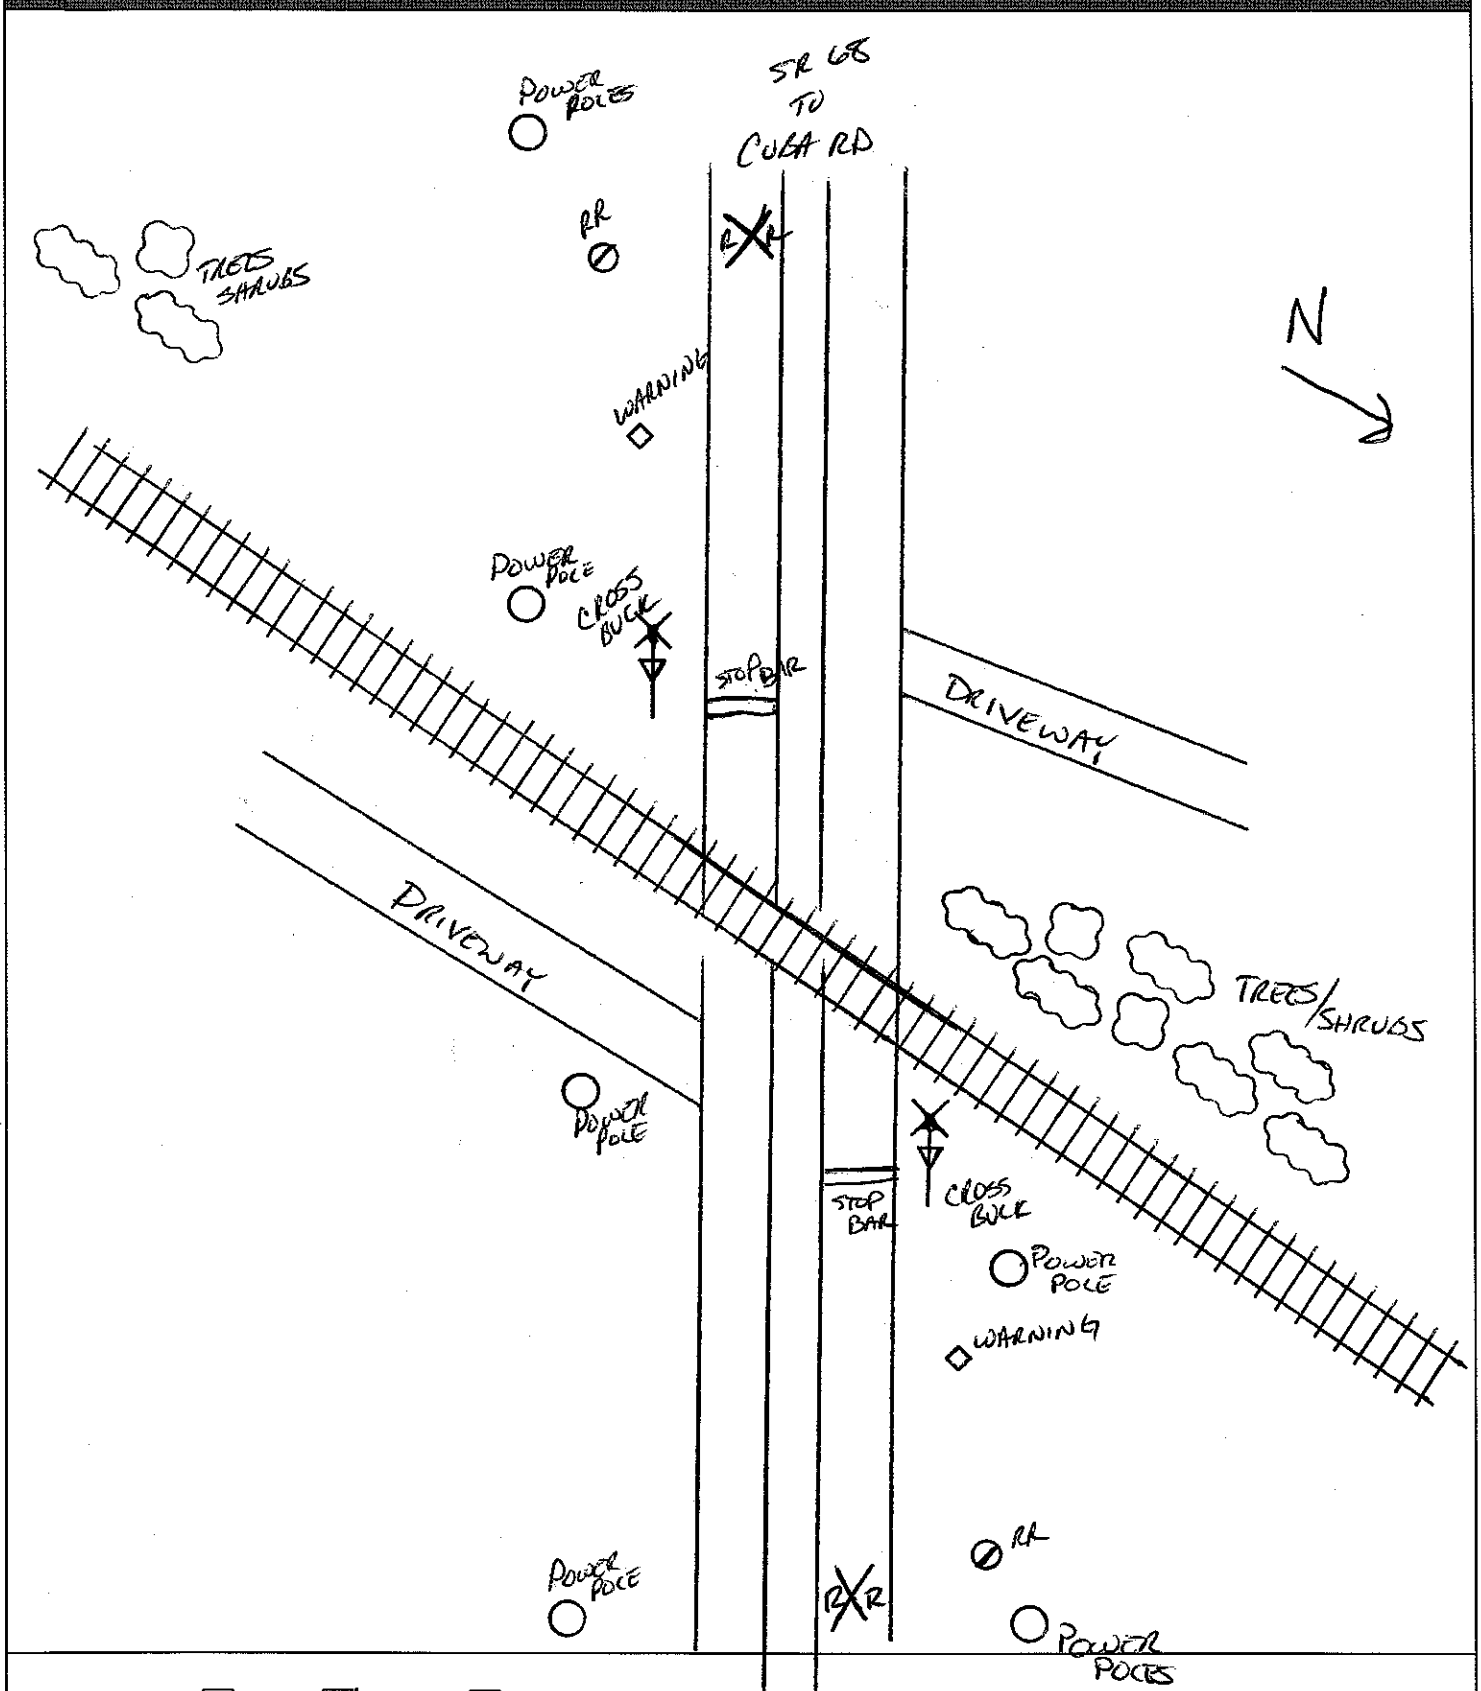 SR 68
TO
CUBA RD
POWER
POLES
RR
R R
TREES
SHRUBS
N
WARNING
POWER
POLE
CROSS
BUCK
STOP BAR
DRIVEWAY
DRIVEWAY
TREES/
SHRUBS
POWER
POLE
STOP
BAR
CROSS
BUCK
POWER
POLE
WARNING
RR
POWER
POLE
R R
POWER
POLES